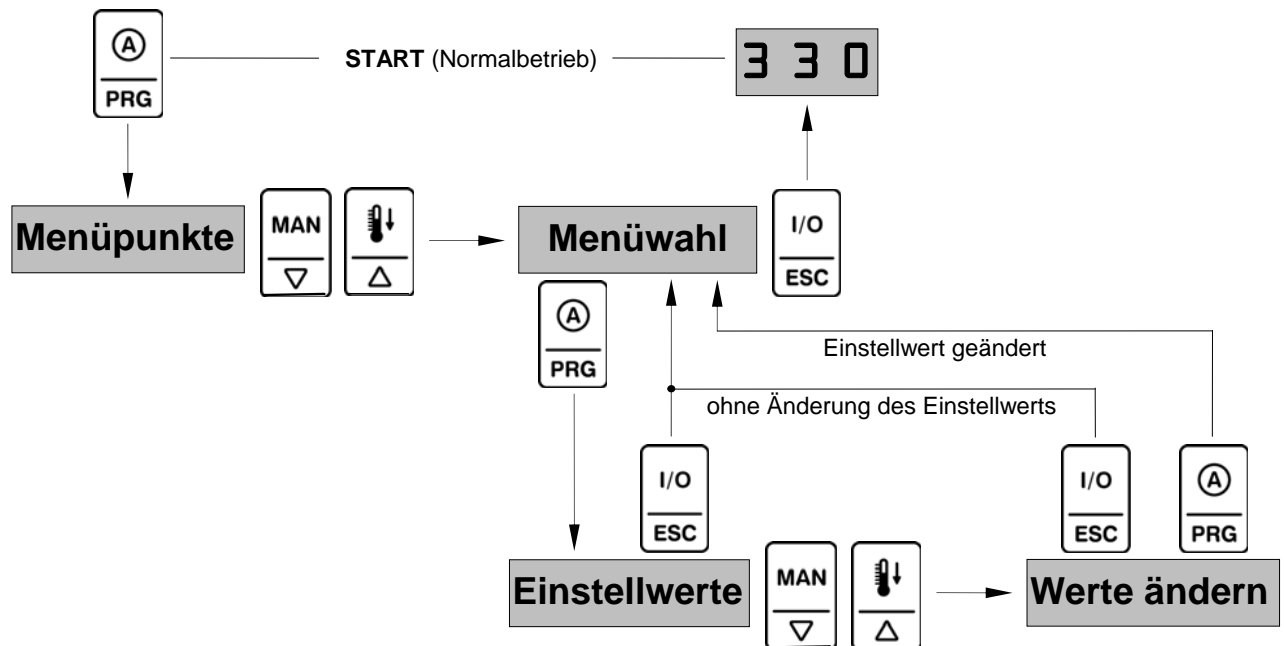 A
PRG
START (Normalbetrieb)
330
Menüpunkte
MAN
Menüwahl
I/O
ESC
A
PRG
Einstellwert geändert
ohne Änderung des Einstellwerts
I/O
ESC
I/O
ESC
A
PRG
Einstellwerte
MAN
Werte ändern